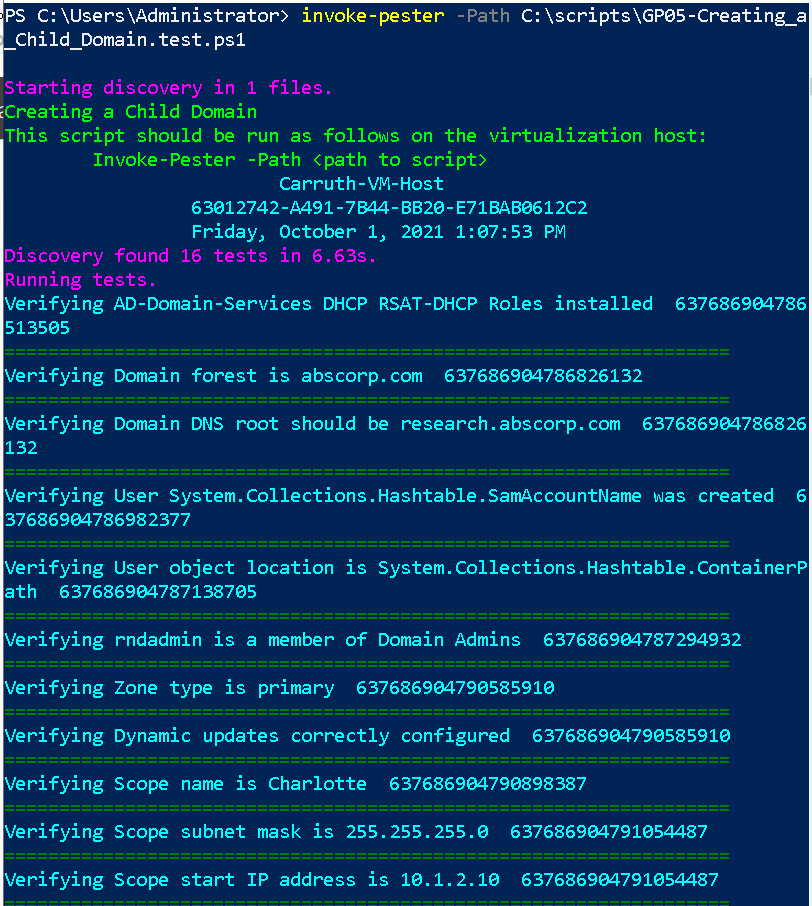 PS C:\Users\Administrator> invoke-pester -Path C:\scripts\GP05-Creating_a
_Child_Domain.test.ps1
Starting discovery in 1 files.
Creating a Child Domain
This script should be run as follows on the virtualization host:
Invoke-Pester -Path <path to script>
Carruth-VM-Host
63012742-A491-7B44-BB20-E71BAB0612C2
Friday, October 1, 2021 1:07:53 PM
Discovery found 16 tests in 6.63s.
Running tests.
Verifying AD-Domain-Services DHCP RSAT-DHCP Roles installed  637686904786
513505
==================================================================
Verifying Domain forest is abscorp.com  637686904786826132
==================================================================
Verifying Domain DNS root should be research.abscorp.com  637686904786826
132
==================================================================
Verifying User System.Collections.Hashtable.SamAccountName was created  6
37686904786982377
==================================================================
Verifying User object location is System.Collections.Hashtable.ContainerP
ath  637686904787138705
==================================================================
Verifying rndadmin is a member of Domain Admins  637686904787294932
==================================================================
Verifying Zone type is primary  637686904790585910
==================================================================
Verifying Dynamic updates correctly configured  637686904790585910
==================================================================
Verifying Scope name is Charlotte  637686904790898387
==================================================================
Verifying Scope subnet mask is 255.255.255.0  637686904791054487
==================================================================
Verifying Scope start IP address is 10.1.2.10  637686904791054487
==================================================================